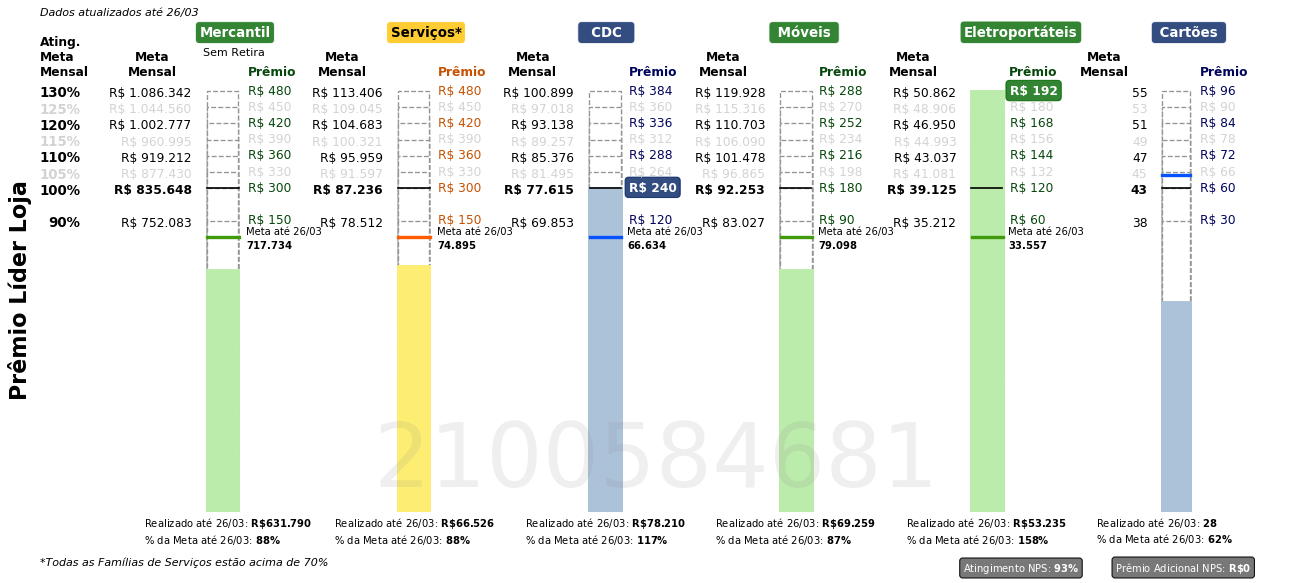 Dados atualizados até 26/03
Mercantil Serviços* CDC Móveis Eletroportáteis Cartões
Sem Retira
Ating. Meta Mensal Meta Mensal Prêmio Meta Mensal Prêmio Meta Mensal Prêmio Meta Mensal Prêmio Meta Mensal Prêmio Meta Mensal Prêmio
130% R$ 1.086.342 R$ 480 R$ 113.406 R$ 480 R$ 100.899 R$ 384 R$ 119.928 R$ 288 R$ 50.862 R$ 192 55 R$ 96
125% R$ 1.044.560 R$ 450 R$ 109.045 R$ 450 R$ 97.018 R$ 360 R$ 115.316 R$ 270 R$ 48.906 R$ 180 53 R$ 90
120% R$ 1.002.777 R$ 420 R$ 104.683 R$ 420 R$ 93.138 R$ 336 R$ 110.703 R$ 252 R$ 46.950 R$ 168 51 R$ 84
115% R$ 960.995 R$ 390 R$ 100.321 R$ 390 R$ 89.257 R$ 312 R$ 106.090 R$ 234 R$ 44.993 R$ 156 49 R$ 78
110% R$ 919.212 R$ 360 R$ 95.959 R$ 360 R$ 85.376 R$ 288 R$ 101.478 R$ 216 R$ 43.037 R$ 144 47 R$ 72
105% R$ 877.430 R$ 330 R$ 91.597 R$ 330 R$ 81.495 R$ 264 R$ 96.865 R$ 198 R$ 41.081 R$ 132 45 R$ 66
100% R$ 835.648 R$ 300 R$ 87.236 R$ 300 R$ 77.615 R$ 240 R$ 92.253 R$ 180 R$ 39.125 R$ 120 43 R$ 60
90% R$ 752.083 R$ 150 R$ 78.512 R$ 150 R$ 69.853 R$ 120 R$ 83.027 R$ 90 R$ 35.212 R$ 60 38 R$ 30
Meta até 26/03 Meta até 26/03 Meta até 26/03 Meta até 26/03 Meta até 26/03
717.734 74.895 66.634 79.098 33.557
Prêmio Líder Loja
21000584681
Realizado até 26/03: R$631.790 Realizado até 26/03: R$66.526 Realizado até 26/03: R$78.210 Realizado até 26/03: R$69.259 Realizado até 26/03: R$53.235 Realizado até 26/03: 28
% da Meta até 26/03: 88% % da Meta até 26/03: 88% % da Meta até 26/03: 117% % da Meta até 26/03: 87% % da Meta até 26/03: 158% % da Meta até 26/03: 62%
*Todas as Famílias de Serviços estão acima de 70% Atingimento NPS: 93% Prêmio Adicional NPS: R$0